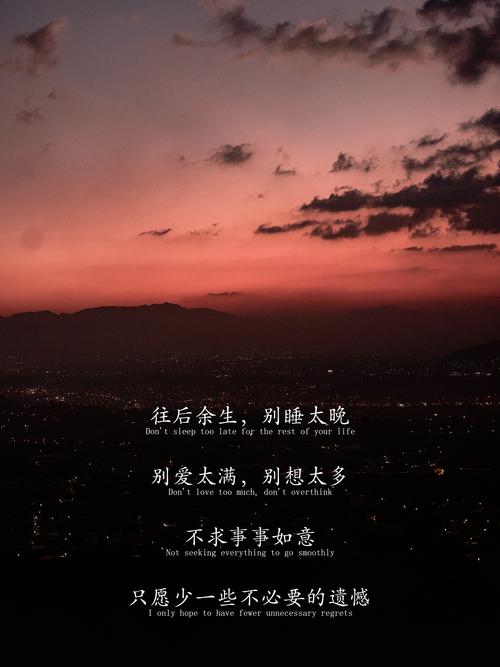 往后余生，别睡太晚
Don't sleep too late for the rest of your life
别爱太满，别想太多
Don't love too much, don't overthink
不求事事如意
Not seeking everything to go smoothly
只愿少一些不必要的遗憾
I only hope to have fewer unnecessary regrets